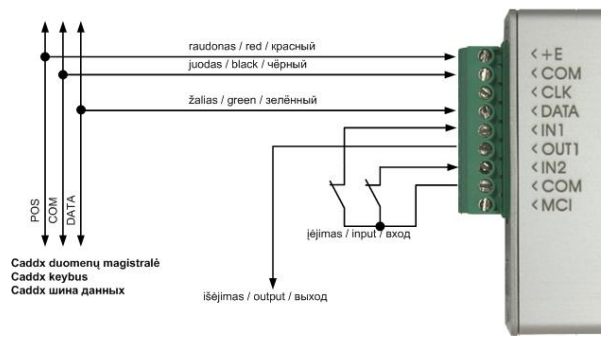 raudonas / red / красный
juodas / black / чёрный
žalias / green / зелённый
<+E
<COM
<CLK
<DATA
<IN1
<OUT1
<IN2
<COM
<MCI
POS
COM
DATA
įėjimas / input / вход
Caddx duomenų magistralė
Caddx keybus
Caddx шина данных
išėjimas / output / выход